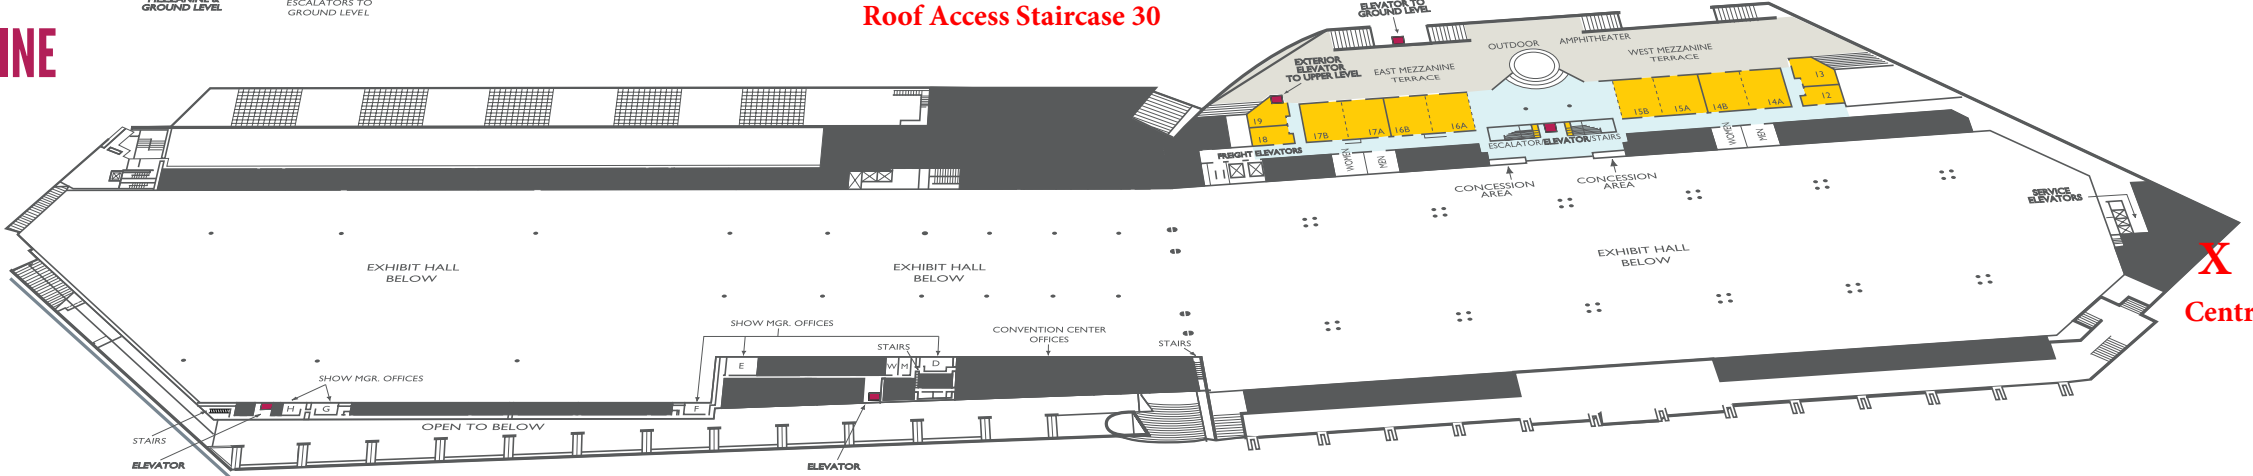 MEZZANINE &
GROUND LEVEL
ESCALATORS TO
GROUND LEVEL
INE
Roof Access Staircase 30
ELEVATOR TO
GROUND LEVEL
EXTERIOR
ELEVATOR
TO UPPER LEVEL
EAST MEZZANINE
TERRACE
OUTDOOR
AMPHITHEATER
WEST MEZZANINE
TERRACE
13
12
19
18
17B
17A
16B
16A
15B
15A
14B
14A
FREIGHT ELEVATORS
WOMEN
MEN
ESCALATOR
ELEVATOR
/STAIRS
WOMEN
MEN
CONCESSION
AREA
CONCESSION
AREA
SERVICE
ELEVATORS
EXHIBIT HALL
BELOW
EXHIBIT HALL
BELOW
EXHIBIT HALL
BELOW
X
Centr
SHOW MGR. OFFICES
STAIRS
CONVENTION CENTER
OFFICES
STAIRS
E
W M
D
SHOW MGR. OFFICES
H
G
F
OPEN TO BELOW
STAIRS
ELEVATOR
ELEVATOR